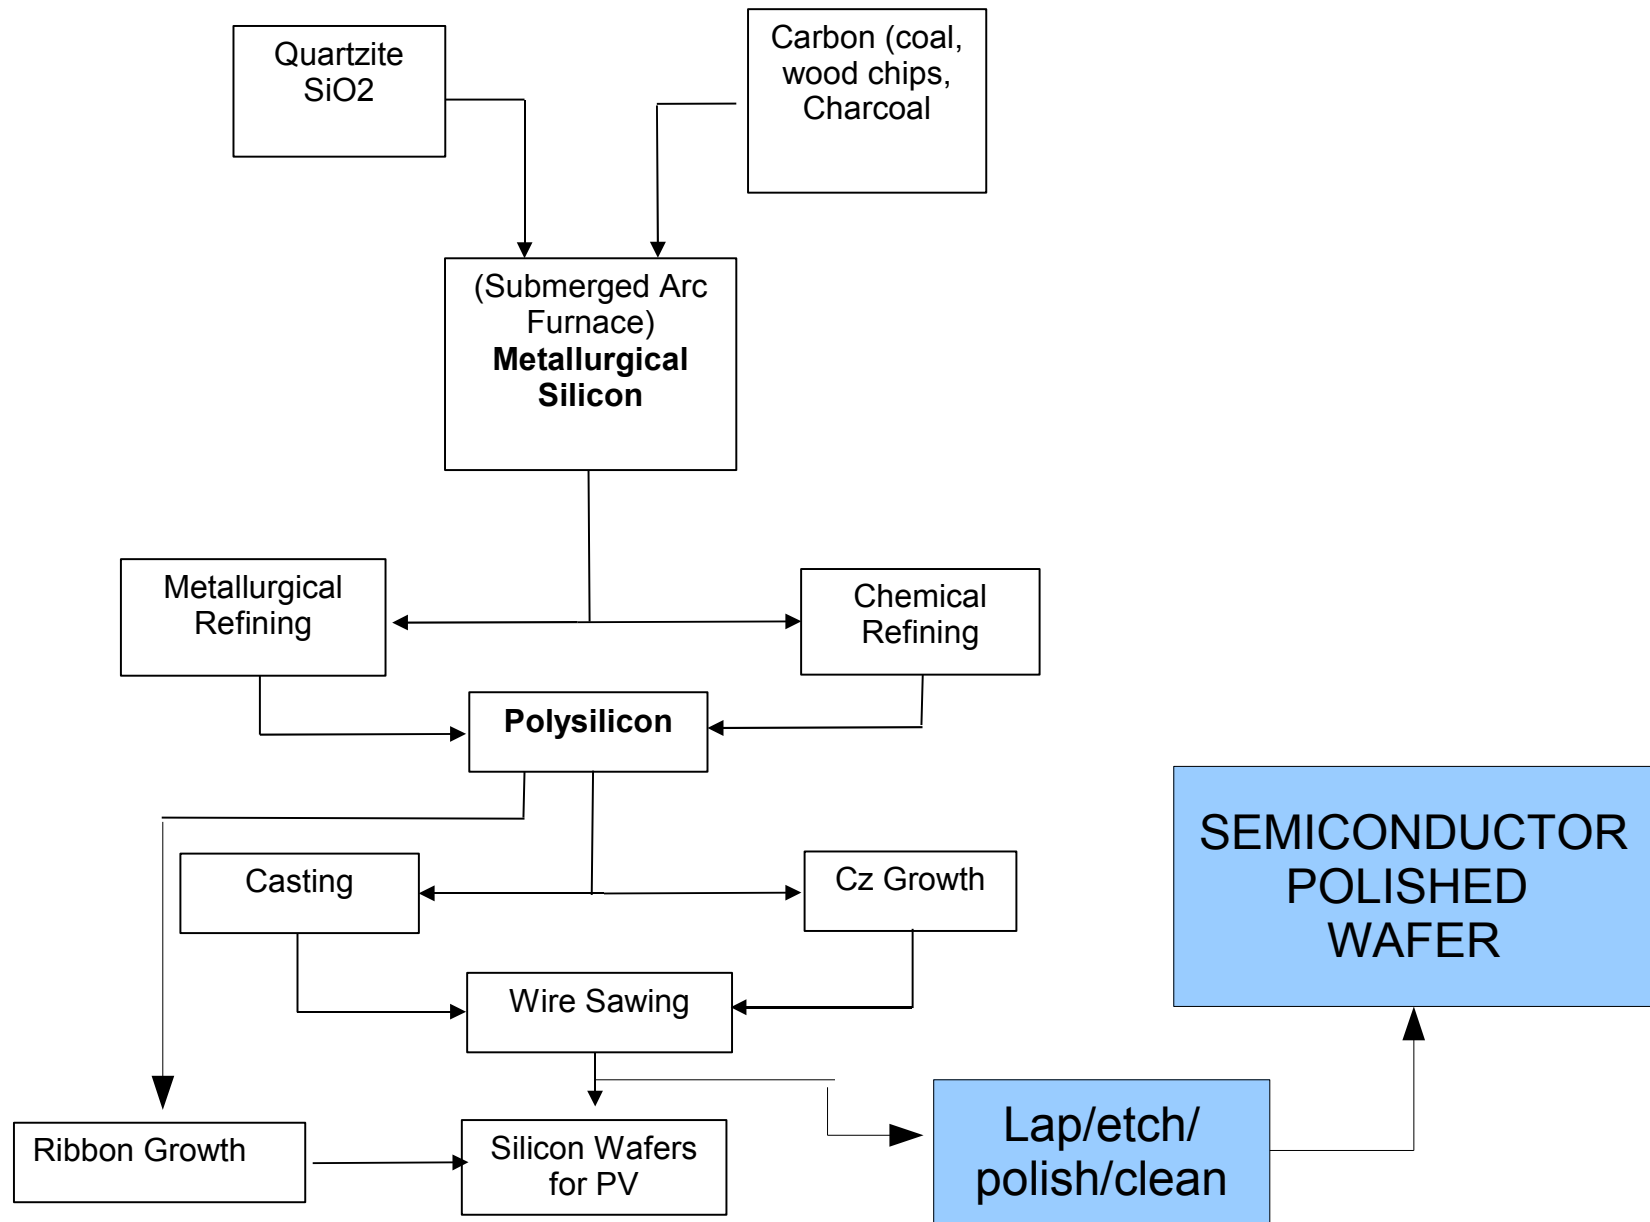 Quartzite
SiO2
Carbon (coal,
wood chips,
Charcoal
(Submerged Arc
Furnace)
Metallurgical
Silicon
Metallurgical
Refining
Chemical
Refining
Polysilicon
Casting
Cz Growth
SEMICONDUCTOR
POLISHED
WAFER
Wire Sawing
Ribbon Growth
Silicon Wafers
for PV
Lap/etch/
polish/clean